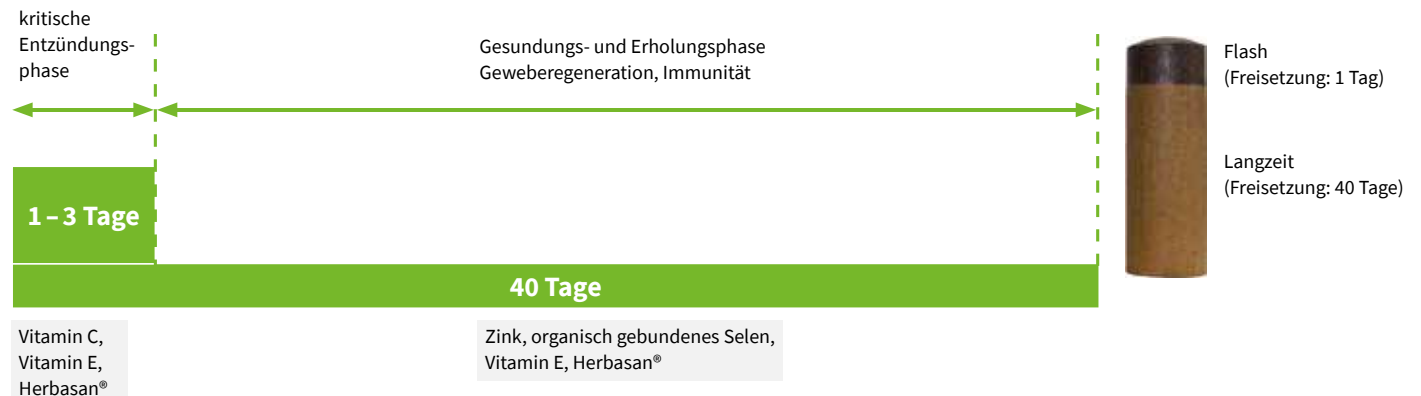 kritische
Entzündungs-
phase
Gesundungs- und Erholungsphase
Geweberegeneration, Immunität
Flash
(Freisetzung: 1 Tag)
Langzeit
(Freisetzung: 40 Tage)
1 – 3 Tage
40 Tage
Vitamin C,
Vitamin E,
Herbasan®
Zink, organisch gebundenes Selen,
Vitamin E, Herbasan®